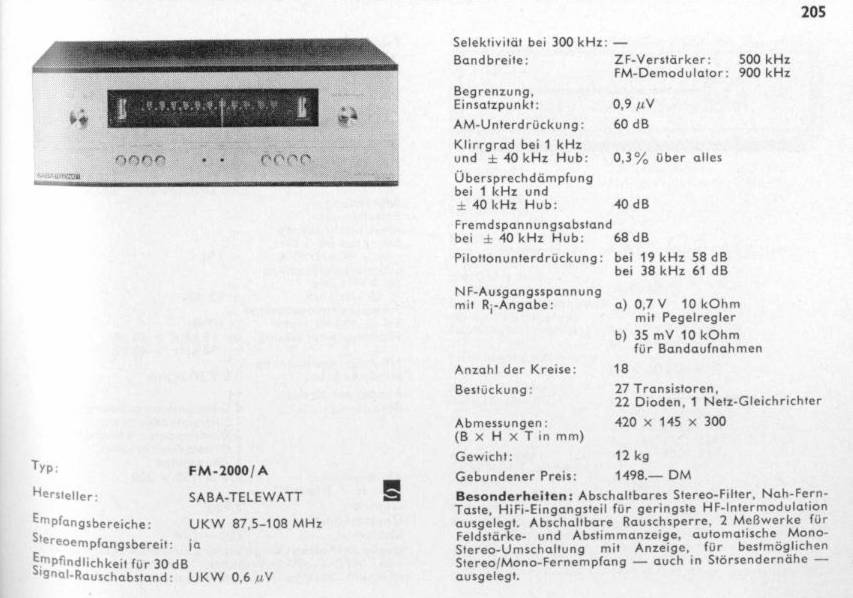 205
SABA-TELEWATT
Typ: FM-2000/A
Hersteller: SABA-TELEWATT
Empfangsbereiche: UKW 87,5–108 MHz
Stereoempfangsbereit: ja
Empfindlichkeit für 30 dB
Signal-Rauschabstand: UKW 0,6 µV
Selektivität bei 300 kHz: —
Bandbreite: ZF-Verstärker: 500 kHz
FM-Demodulator: 900 kHz
Begrenzung,
Einsatzpunkt: 0,9 µV
AM-Unterdrückung: 60 dB
Klirrgrad bei 1 kHz
und ± 40 kHz Hub: 0,3% über alles
Übersprechdämpfung
bei 1 kHz und
± 40 kHz Hub: 40 dB
Fremdspannungsabstand
bei ± 40 kHz Hub: 68 dB
Pilottonunterdrückung: bei 19 kHz 58 dB
bei 38 kHz 61 dB
NF-Ausgangsspannung
mit Ri-Angabe: a) 0,7 V 10 kOhm
mit Pegelregler
b) 35 mV 10 kOhm
für Bandaufnahmen
Anzahl der Kreise: 18
Bestückung: 27 Transistoren,
22 Dioden, 1 Netz-Gleichrichter
Abmessungen: 420 × 145 × 300
(B × H × T in mm)
Gewicht: 12 kg
Gebundener Preis: 1498.— DM
Besonderheiten: Abschaltbares Stereo-Filter, Nah-Fern-
Taste, HiFi-Eingangsteil für geringste HF-Intermodulation
ausgelegt. Abschaltbare Rauschsperre, 2 Meßwerke für
Feldstärke- und Abstimmanzeige, automatische Mono-
Stereo-Umschaltung mit Anzeige, für bestmöglichen
Stereo/Mono-Fernempfang — auch in Störsendernähe —
ausgelegt.